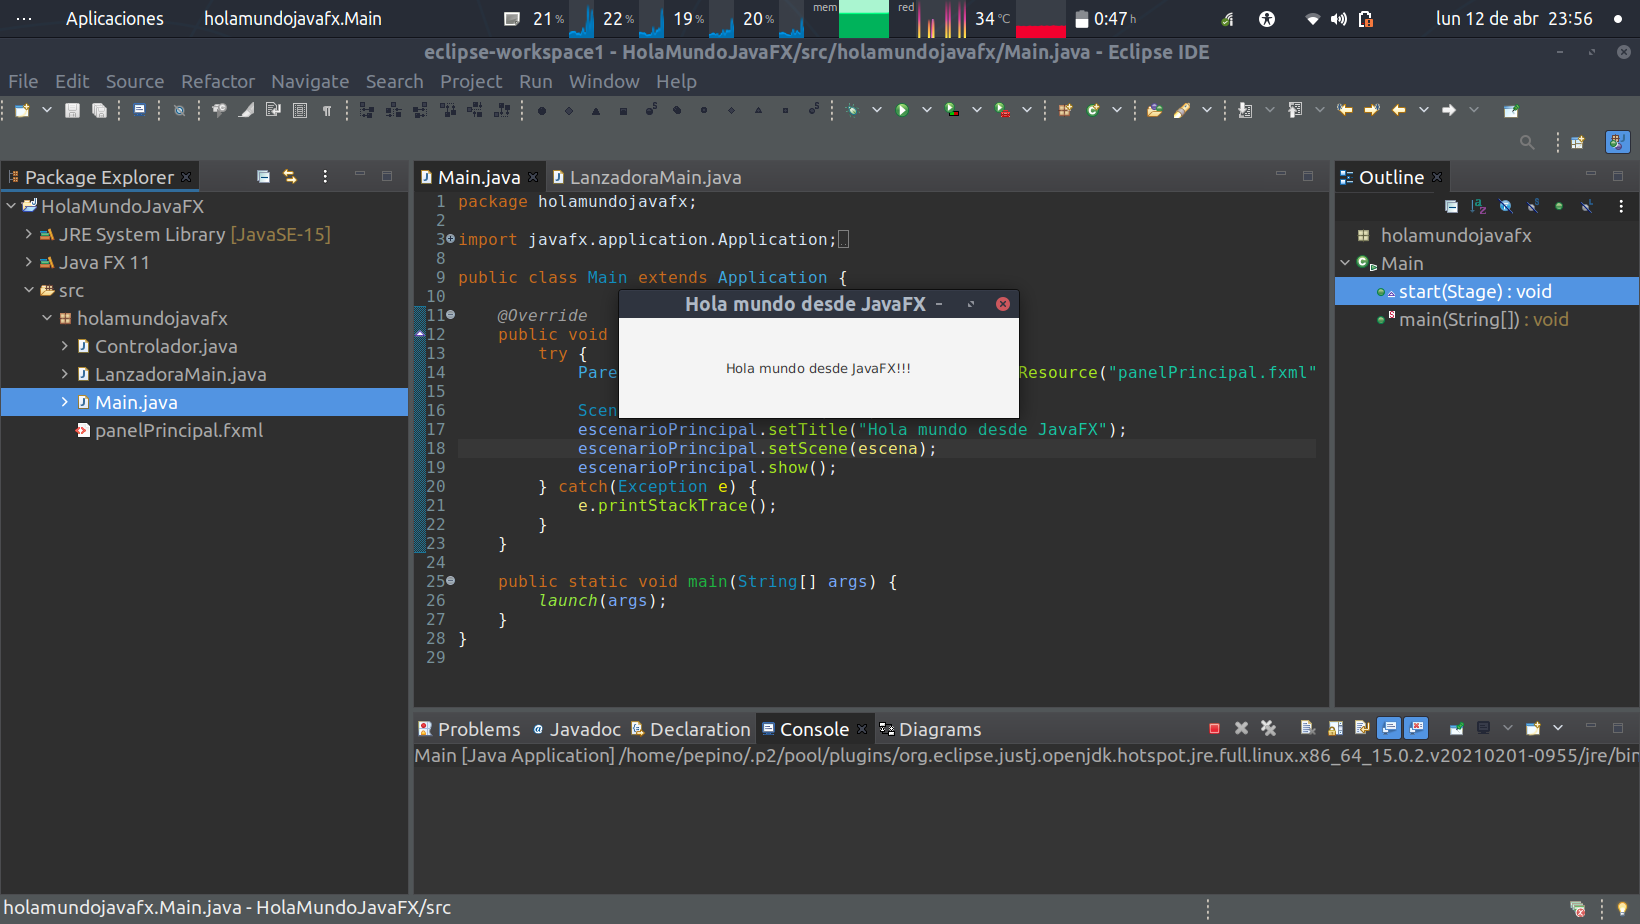 Aplicaciones holamundojavafx.Main 21 % 22 % 19 % 20 % mem red 34 °C 0:47 h lun 12 de abr 23:56
eclipse-workspace1 - HolaMundoJavaFX/src/holamundojavafx/Main.java - Eclipse IDE
File Edit Source Refactor Navigate Search Project Run Window Help
Package Explorer
HolaMundoJavaFX
JRE System Library [JavaSE-15]
Java FX 11
src
holamundojavafx
Controlador.java
LanzadoraMain.java
Main.java
panelPrincipal.fxml
Main.java LanzadoraMain.java
1 package holamundojavafx;
2
3 import javafx.application.Application;
8
9 public class Main extends Application {
10
11 @Override
12 public void
13 try {
14 Pare Resource("panelPrincipal.fxml"
15
16 Scen
17 escenarioPrincipal.setTitle("Hola mundo desde JavaFX");
18 escenarioPrincipal.setScene(escena);
19 escenarioPrincipal.show();
20 } catch(Exception e) {
21 e.printStackTrace();
22 }
23 }
24
25 public static void main(String[] args) {
26 launch(args);
27 }
28 }
29
Hola mundo desde JavaFX
Hola mundo desde JavaFX!!!
Outline
holamundojavafx
Main
start(Stage) : void
main(String[]) : void
Problems Javadoc Declaration Console Diagrams
Main [Java Application] /home/pepino/.p2/pool/plugins/org.eclipse.justj.openjdk.hotspot.jre.full.linux.x86_64_15.0.2.v20210201-0955/jre/bin
holamundojavafx.Main.java - HolaMundoJavaFX/src